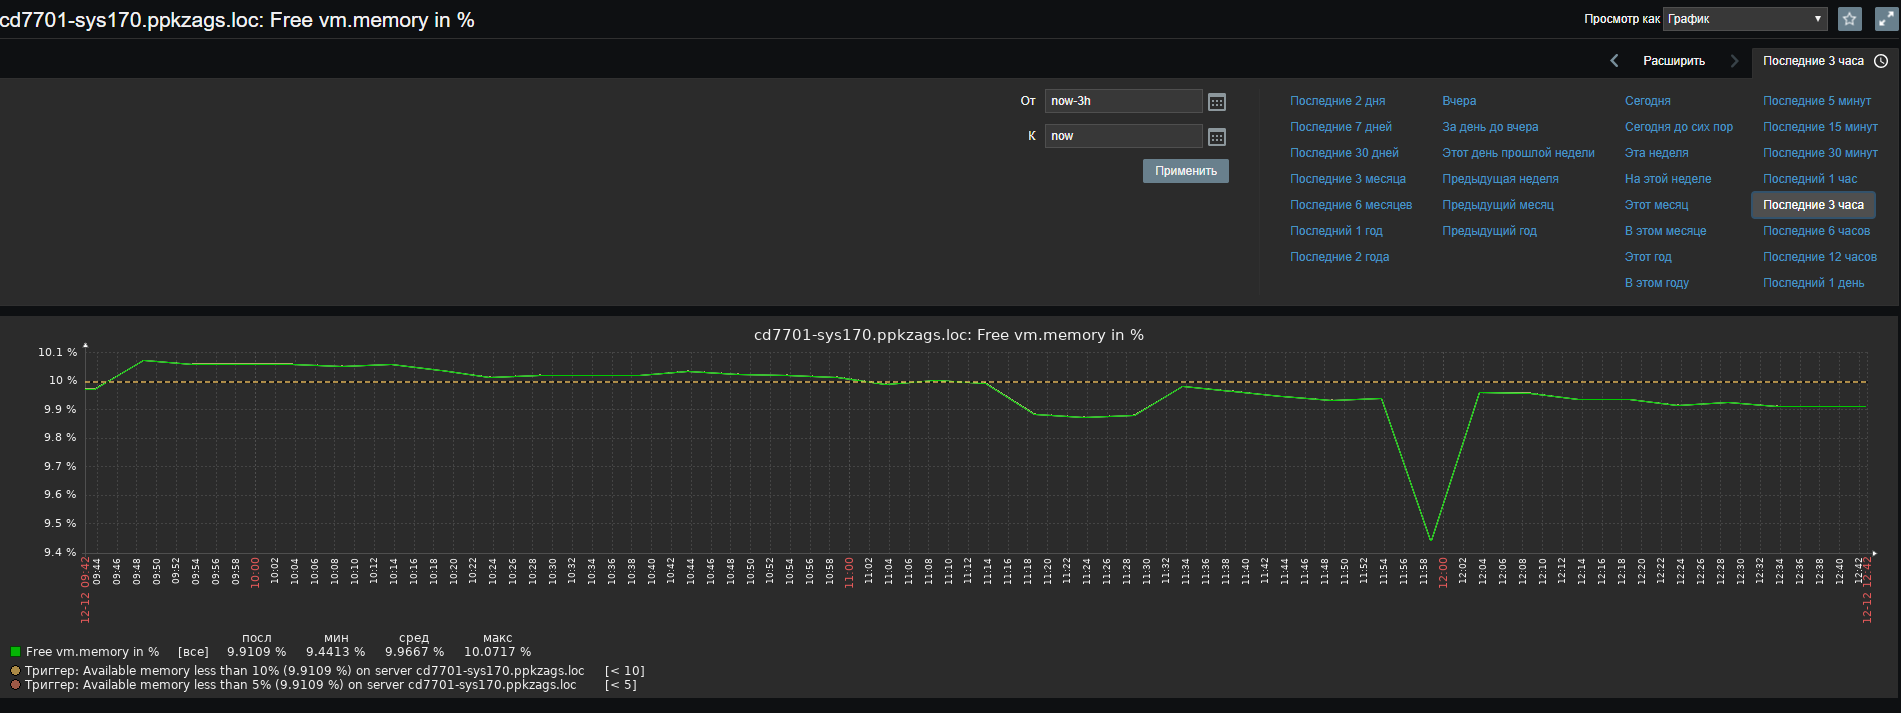 cd7701-sys170.ppkzags.loc: Free vm.memory in %
Просмотр как График
Расширить
Последние 3 часа
От now-3h
К now
Применить
Последние 2 дня Вчера Сегодня Последние 5 минут
Последние 7 дней За день до вчера Сегодня до сих пор Последние 15 минут
Последние 30 дней Этот день прошлой недели Эта неделя Последние 30 минут
Последние 3 месяца Предыдущая неделя На этой неделе Последний 1 час
Последние 6 месяцев Предыдущий месяц Этот месяц Последние 3 часа
Последний 1 год Предыдущий год В этом месяце Последние 6 часов
Последние 2 года Этот год Последние 12 часов
В этом году Последний 1 день
cd7701-sys170.ppkzags.loc: Free vm.memory in %
10.1 %
10 %
9.9 %
9.8 %
9.7 %
9.6 %
9.5 %
9.4 %
12-12 09:42 09:44 09:46 09:48 09:50 09:52 09:54 09:56 09:58 10:00 10:02 10:04 10:06 10:08 10:10 10:12 10:14 10:16 10:18 10:20 10:22 10:24 10:26 10:28 10:30 10:32 10:34 10:36 10:38 10:40 10:42 10:44 10:46 10:48 10:50 10:52 10:54 10:56 10:58 11:00 11:02 11:04 11:06 11:08 11:10 11:12 11:14 11:16 11:18 11:20 11:22 11:24 11:26 11:28 11:30 11:32 11:34 11:36 11:38 11:40 11:42 11:44 11:46 11:48 11:50 11:52 11:54 11:56 11:58 12:00 12:02 12:04 12:06 12:08 12:10 12:12 12:14 12:16 12:18 12:20 12:22 12:24 12:26 12:28 12:30 12:32 12:34 12:36 12:38 12:40 12:42 12-12 12:42
посл мин сред макс
Free vm.memory in % [все] 9.9109 % 9.4413 % 9.9667 % 10.0717 %
Триггер: Available memory less than 10% (9.9109 %) on server cd7701-sys170.ppkzags.loc [< 10]
Триггер: Available memory less than 5% (9.9109 %) on server cd7701-sys170.ppkzags.loc [< 5]